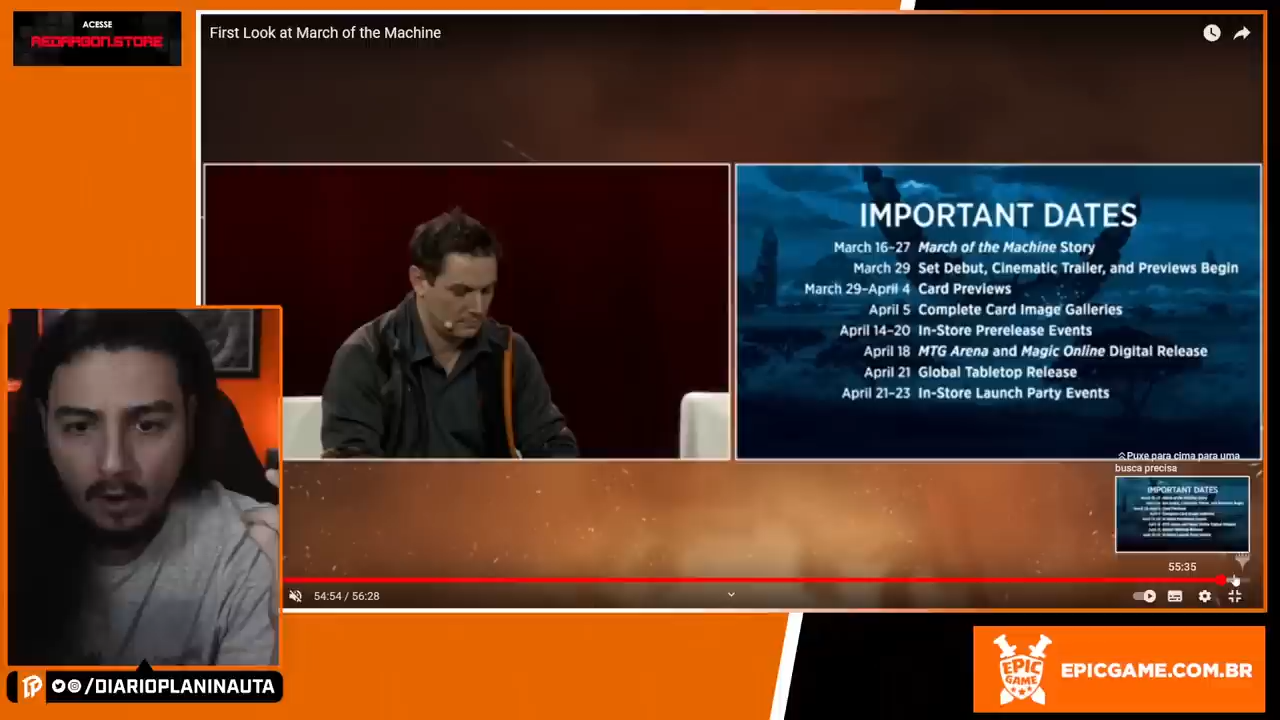 ACESSE
REDRAGON.STORE
First Look at March of the Machine
IMPORTANT DATES
March 16–27 March of the Machine Story
March 29 Set Debut, Cinematic Trailer, and Previews Begin
March 29–April 4 Card Previews
April 5 Complete Card Image Galleries
April 14–20 In-Store Prerelease Events
April 18 MTG Arena and Magic Online Digital Release
April 21 Global Tabletop Release
April 21–23 In-Store Launch Party Events
Puxe para cima para uma
busca precisa
IMPORTANT DATES
55:35
54:54 / 56:28
/DIARIOPLANINAUTA
EPIC
GAME
EPICGAME.COM.BR